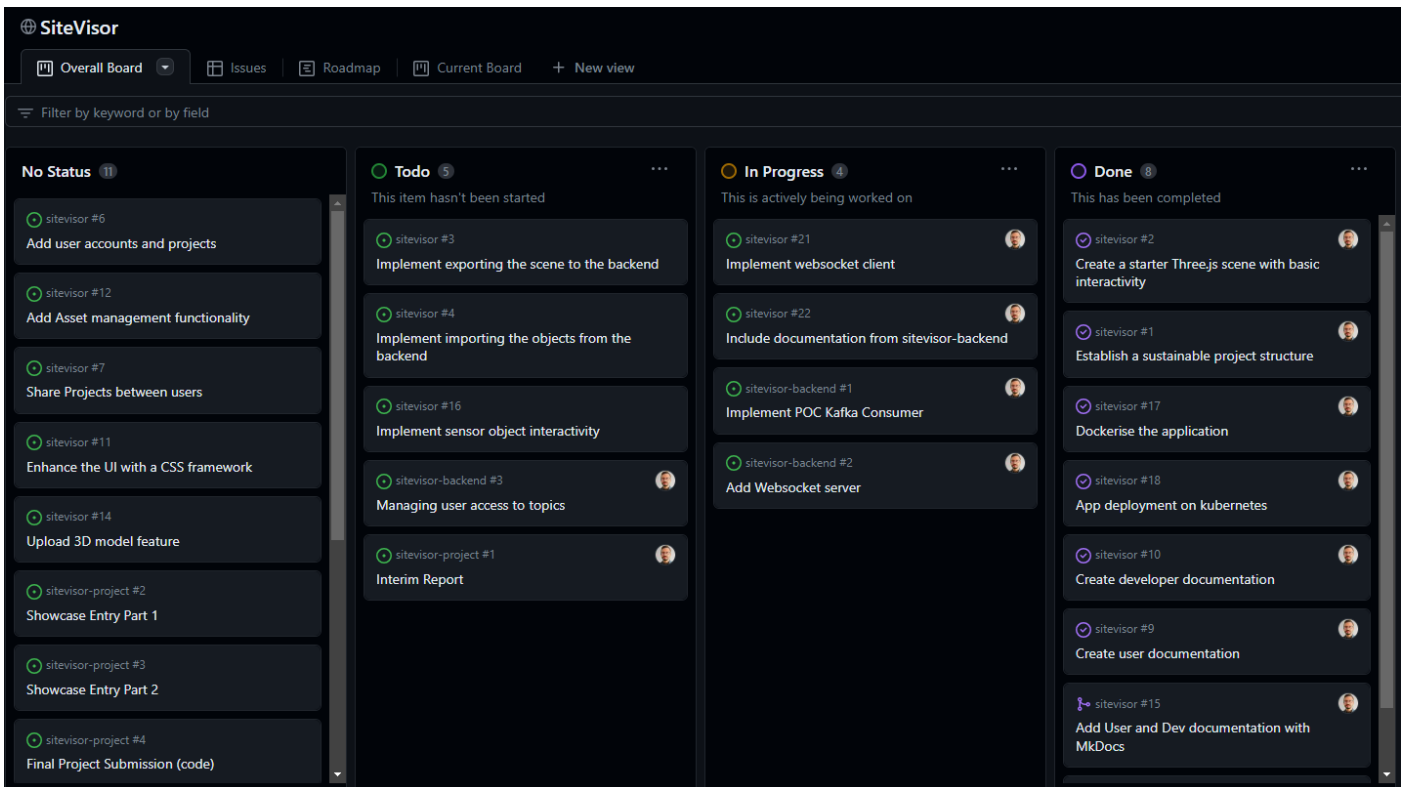 SiteVisor
Overall Board
Issues
Roadmap
Current Board
New view
Filter by keyword or by field
No Status 11
sitevisor #6
Add user accounts and projects
sitevisor #12
Add Asset management functionality
sitevisor #7
Share Projects between users
sitevisor #11
Enhance the UI with a CSS framework
sitevisor #14
Upload 3D model feature
sitevisor-project #2
Showcase Entry Part 1
sitevisor-project #3
Showcase Entry Part 2
sitevisor-project #4
Final Project Submission (code)
Todo 5
This item hasn't been started
sitevisor #3
Implement exporting the scene to the backend
sitevisor #4
Implement importing the objects from the
backend
sitevisor #16
Implement sensor object interactivity
sitevisor-backend #3
Managing user access to topics
sitevisor-project #1
Interim Report
In Progress 4
This is actively being worked on
sitevisor #21
Implement websocket client
sitevisor #22
Include documentation from sitevisor-backend
sitevisor-backend #1
Implement POC Kafka Consumer
sitevisor-backend #2
Add Websocket server
Done 8
This has been completed
sitevisor #2
Create a starter Three.js scene with basic
interactivity
sitevisor #1
Establish a sustainable project structure
sitevisor #17
Dockerise the application
sitevisor #18
App deployment on kubernetes
sitevisor #10
Create developer documentation
sitevisor #9
Create user documentation
sitevisor #15
Add User and Dev documentation with
MkDocs